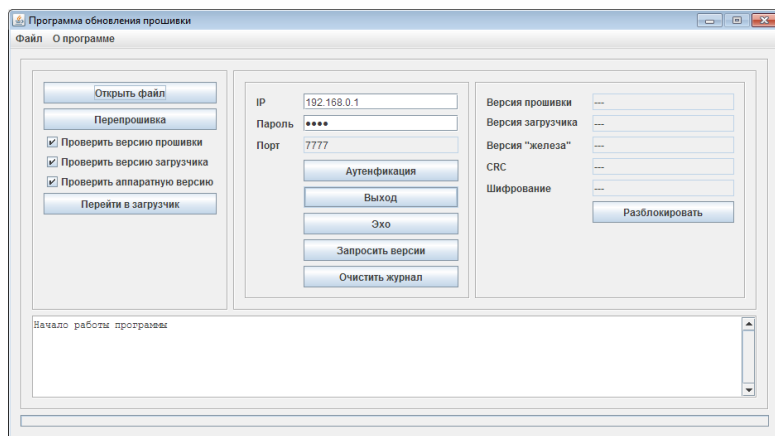 Программа обновления прошивки
Файл О программе
Открыть файл
Перепрошивка
Проверить версию прошивки
Проверить версию загрузчика
Проверить аппаратную версию
Перейти в загрузчик
IP 192.168.0.1
Пароль ••••
Порт 7777
Аутенфикация
Выход
Эхо
Запросить версии
Очистить журнал
Версия прошивки ---
Версия загрузчика ---
Версия "железа" ---
CRC ---
Шифрование ---
Разблокировать
Начало работы программы